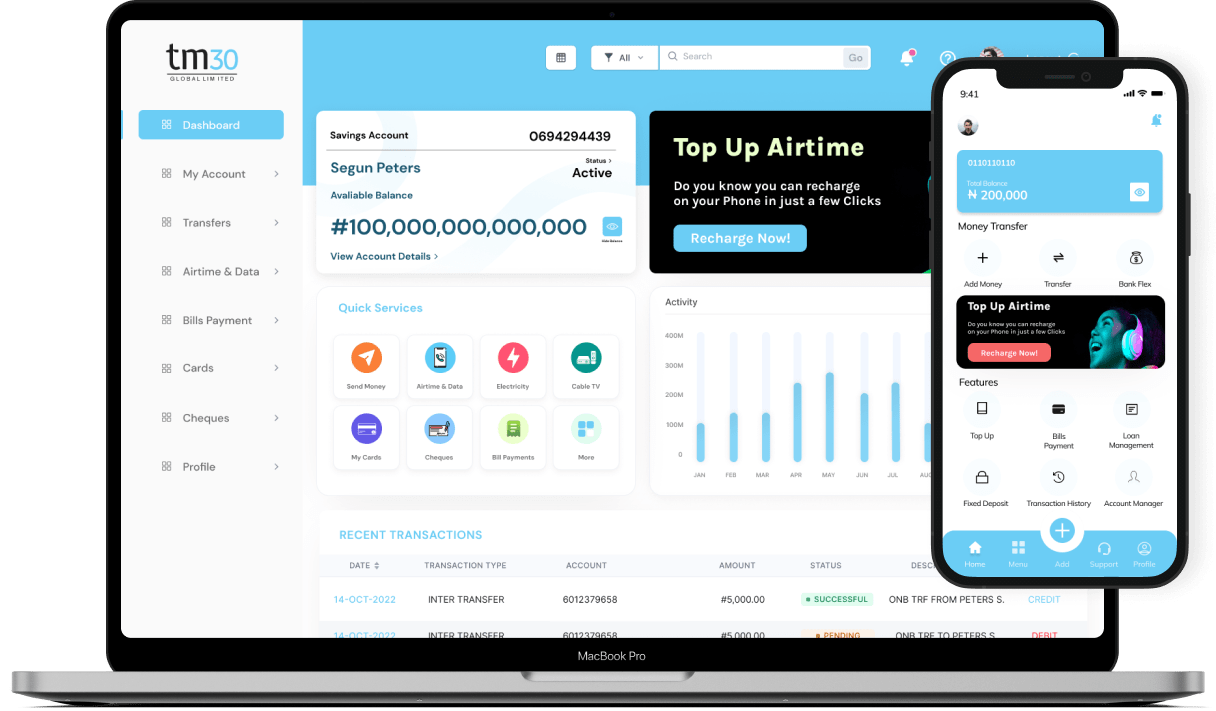 tm30
GLOBAL LIMITED
All
Search
Go
Dashboard
My Account
Transfers
Airtime & Data
Bills Payment
Cards
Cheques
Profile
Savings Account
0694294439
Segun Peters
Status >
Active
Avaliable Balance
#100,000,000,000,000
Hide Balance
View Account Details >
Top Up Airtime
Do you know you can recharge
on your Phone in just a few Clicks
Recharge Now!
Quick Services
Send Money
Airtime & Data
Electricity
Cable TV
My Cards
Cheques
Bill Payments
More
Activity
400M
300M
200M
100M
0
JAN FEB MAR APR MAY JUN JUL AUG
RECENT TRANSACTIONS
DATE TRANSACTION TYPE ACCOUNT AMOUNT STATUS
14-OCT-2022 INTER TRANSFER 6012379658 #5,000.00 SUCCESSFUL ONB TRF FROM PETERS S. CREDIT
14-OCT-2022 INTER TRANSFER 6012379658 #5,000.00 PENDING ONB TRF TO PETERS S. DEBIT
MacBook Pro
9:41
0110110110
Total Balance
₦ 200,000
Money Transfer
Add Money
Transfer
Bank Flex
Top Up Airtime
Do you know you can recharge
on your Phone in just a few Clicks
Recharge Now!
Features
Top Up
Bills
Payment
Loan
Management
Fixed Deposit
Transaction History
Account Manager
Home
Menu
Add
Support
Profile